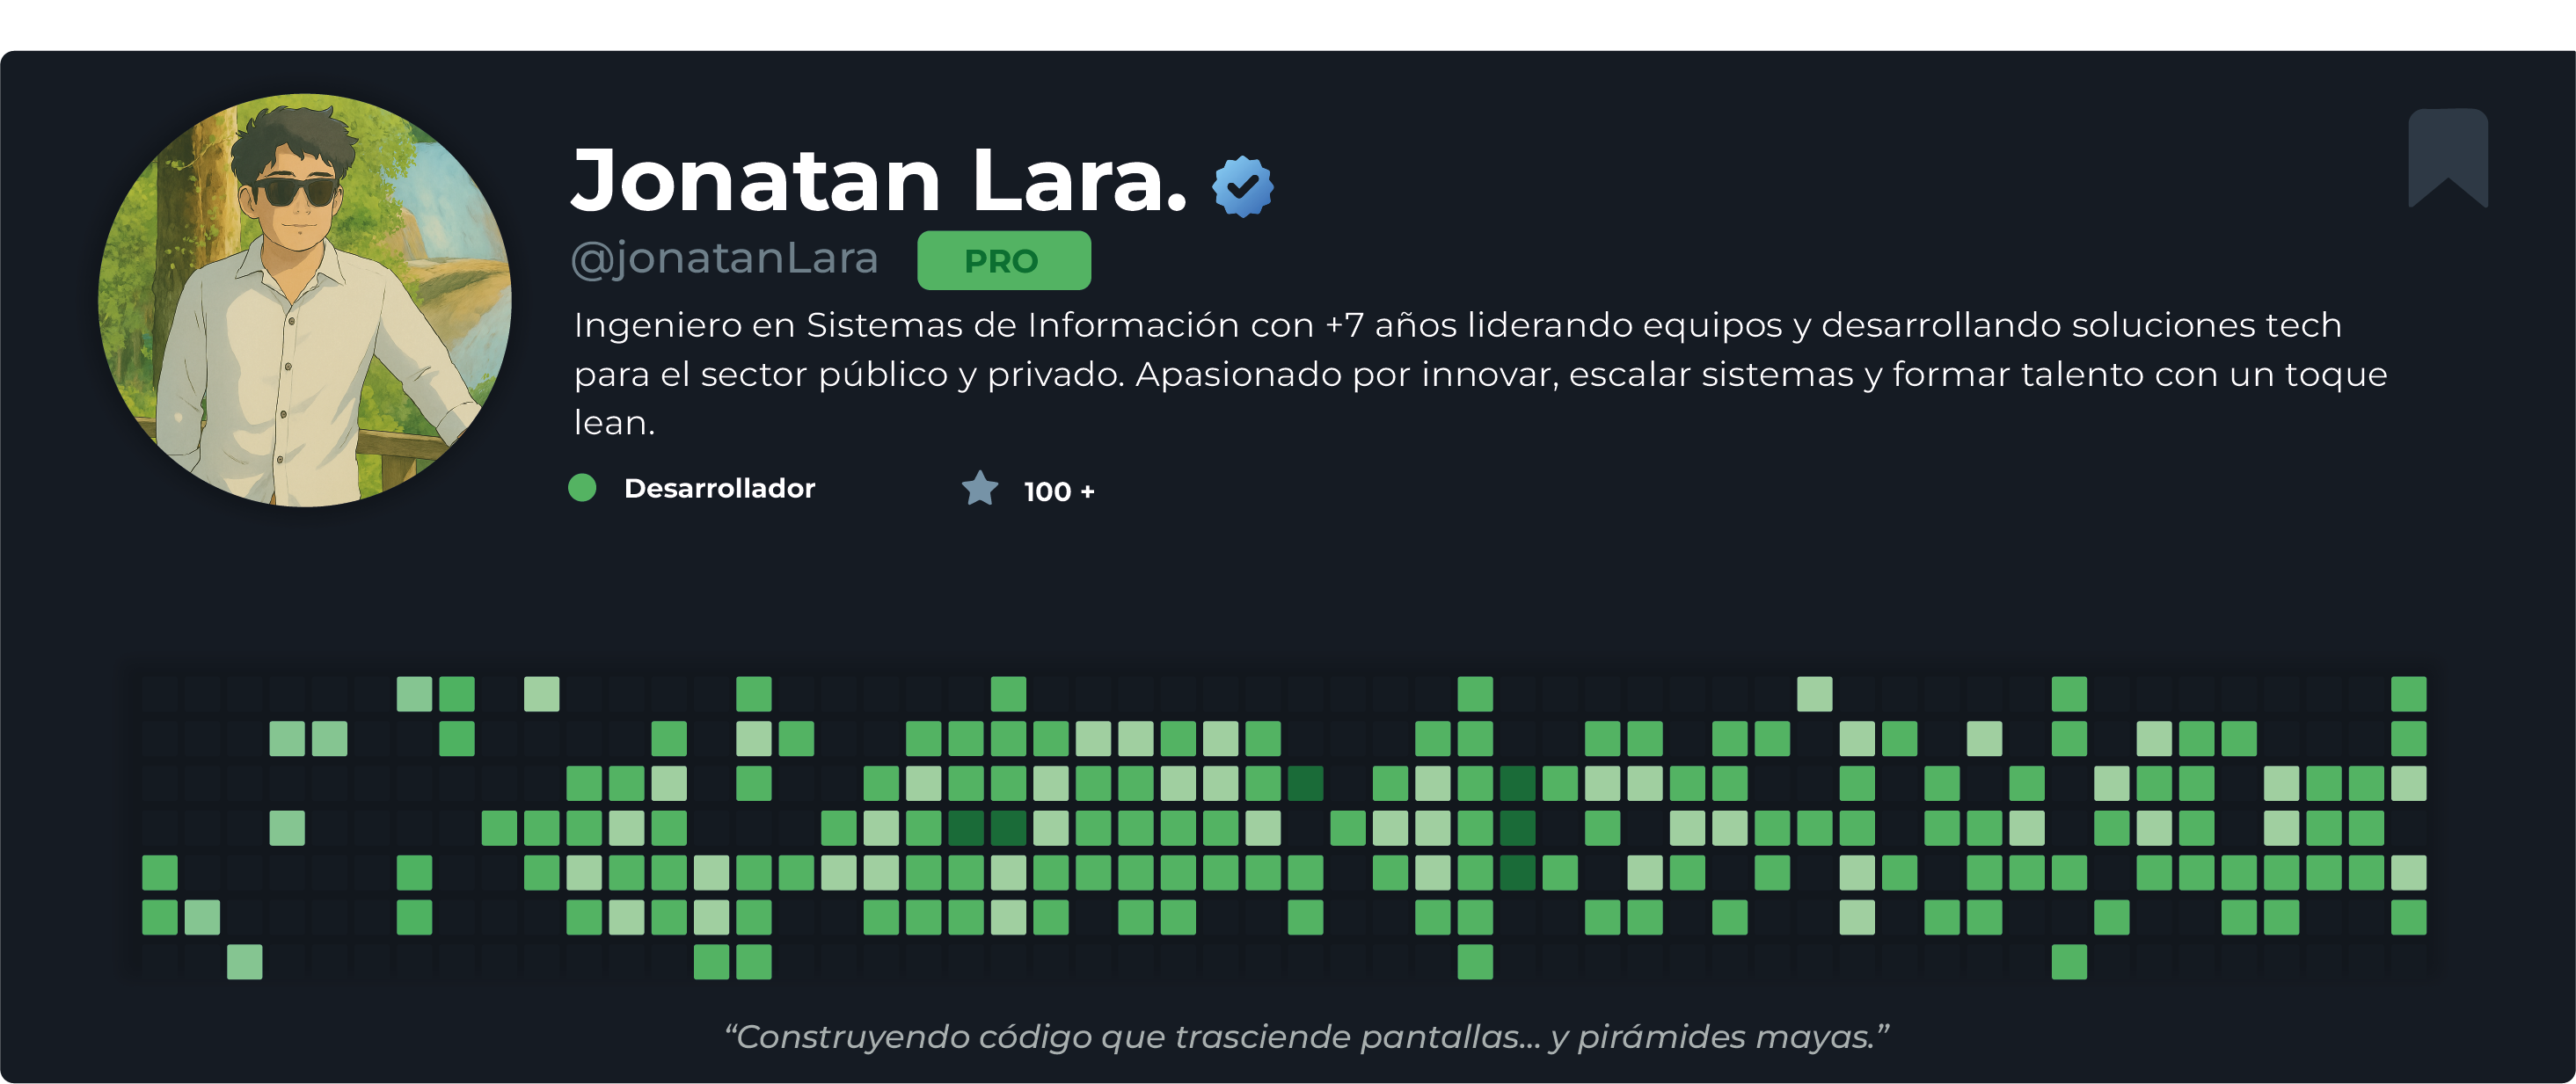 Jonatan Lara.
@jonatanLara PRO
Ingeniero en Sistemas de Información con +7 años liderando equipos y desarrollando soluciones tech
para el sector público y privado. Apasionado por innovar, escalar sistemas y formar talento con un toque
lean.
Desarrollador 100 +
“Construyendo código que trasciende pantallas... y pirámides mayas.”